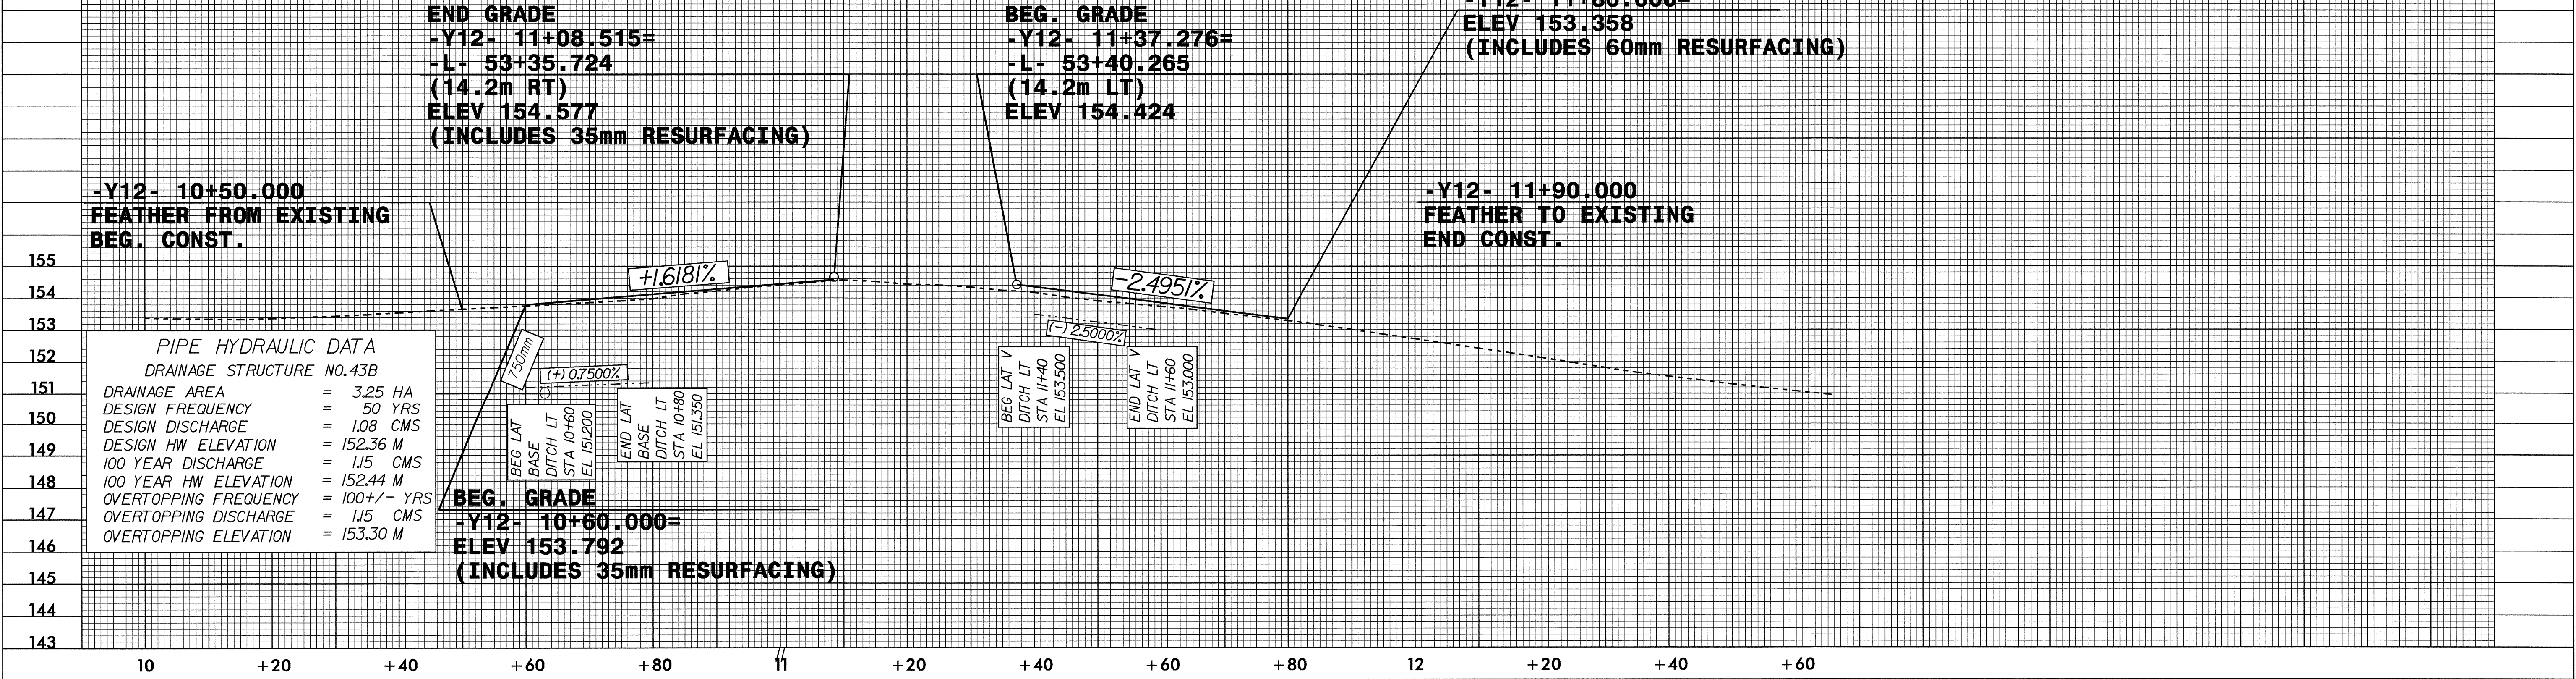 END GRADE
-Y12- 11+08.515=
-L- 53+35.724
(14.2m RT)
ELEV 154.577
(INCLUDES 35mm RESURFACING)
BEG. GRADE
-Y12- 11+37.276=
-L- 53+40.265
(14.2m LT)
ELEV 154.424
-Y12- 11+80.000=
ELEV 153.358
(INCLUDES 60mm RESURFACING)
-Y12- 10+50.000
FEATHER FROM EXISTING
BEG. CONST.
-Y12- 11+90.000
FEATHER TO EXISTING
END CONST.
+1.6181%
-2.4951%
(-) 2.5000%
750mm
(+) 0.7500%
BEG LAT
BASE
DITCH LT
STA 10+60
EL 151.200
END LAT
BASE
DITCH LT
STA 10+80
EL 151.350
BEG LAT V
DITCH LT
STA 11+40
EL 153.500
END LAT V
DITCH LT
STA 11+60
EL 153.000
PIPE HYDRAULIC DATA
DRAINAGE STRUCTURE NO.43B
DRAINAGE AREA = 3.25 HA
DESIGN FREQUENCY = 50 YRS
DESIGN DISCHARGE = 1.08 CMS
DESIGN HW ELEVATION = 152.36 M
100 YEAR DISCHARGE = 1.15 CMS
100 YEAR HW ELEVATION = 152.44 M
OVERTOPPING FREQUENCY = 100+/- YRS
OVERTOPPING DISCHARGE = 1.15 CMS
OVERTOPPING ELEVATION = 153.30 M
BEG. GRADE
-Y12- 10+60.000=
ELEV 153.792
(INCLUDES 35mm RESURFACING)
155
154
153
152
151
150
149
148
147
146
145
144
143
10 +20 +40 +60 +80 11 +20 +40 +60 +80 12 +20 +40 +60